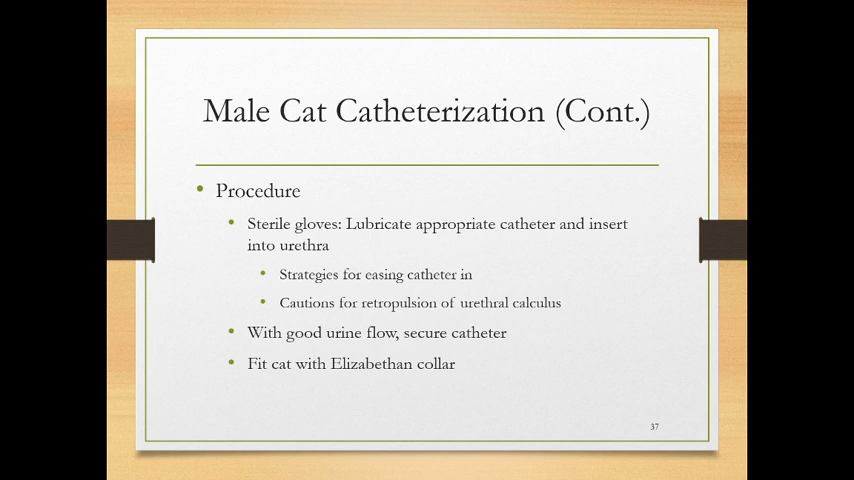 Male Cat Catheterization (Cont.)
• Procedure
• Sterile gloves: Lubricate appropriate catheter and insert
into urethra
• Strategies for easing catheter in
• Cautions for retropulsion of urethral calculus
• With good urine flow, secure catheter
• Fit cat with Elizabethan collar
37